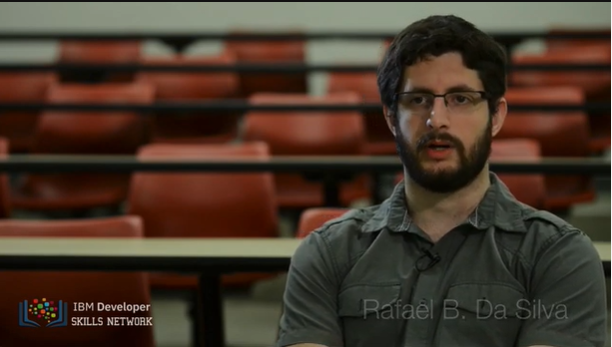 IBM Developer
SKILLS NETWORK
Rafael B. Da Silva